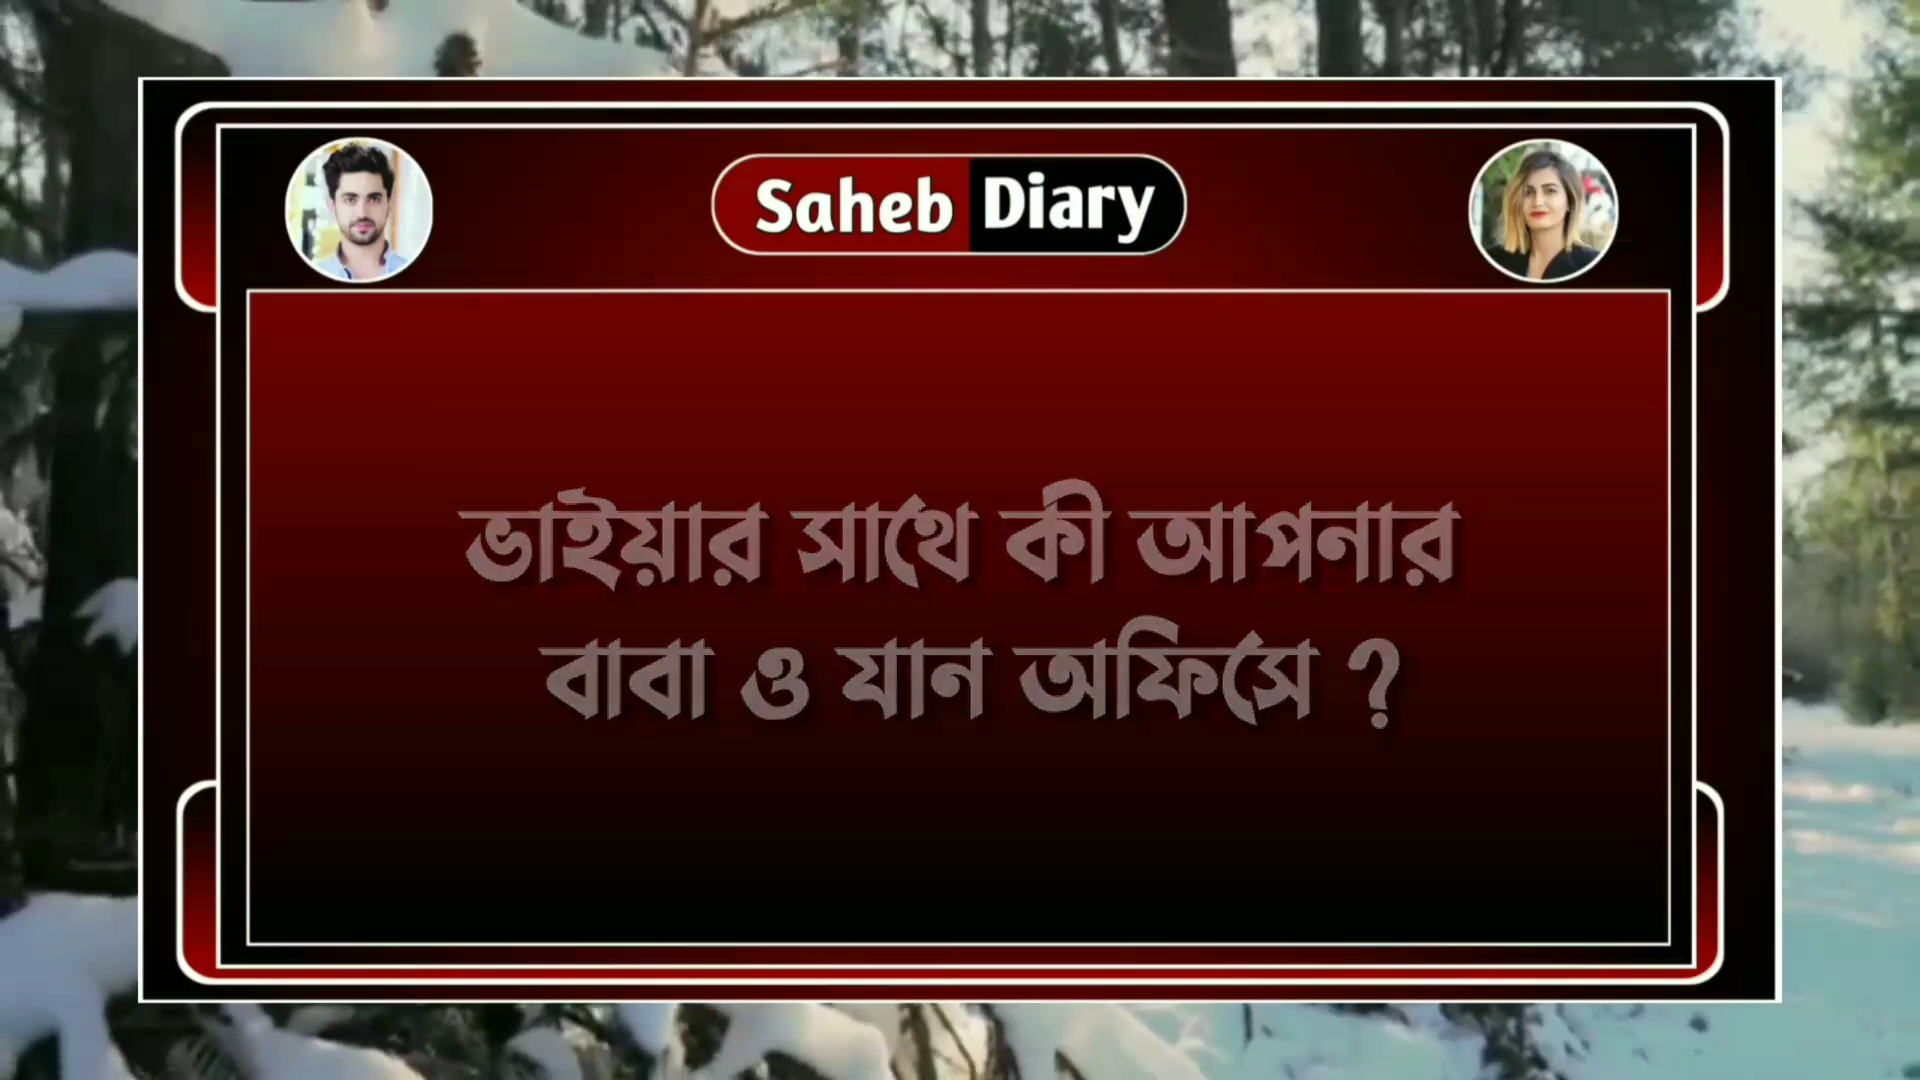 Saheb Diary
ভাইয়ার সাথে কী আপনার
বাবা ও যান অফিসে ?